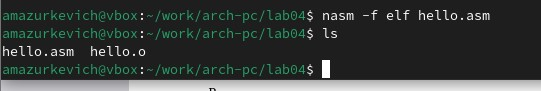 amazurkevich@vbox:~/work/arch-pc/lab04$ nasm -f elf hello.asm
amazurkevich@vbox:~/work/arch-pc/lab04$ ls
hello.asm  hello.o
amazurkevich@vbox:~/work/arch-pc/lab04$